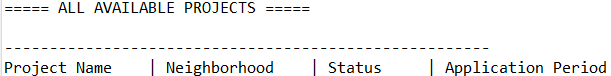 ===== ALL AVAILABLE PROJECTS =====
------------------------------------------------------
Project Name    | Neighborhood    | Status     | Application Period